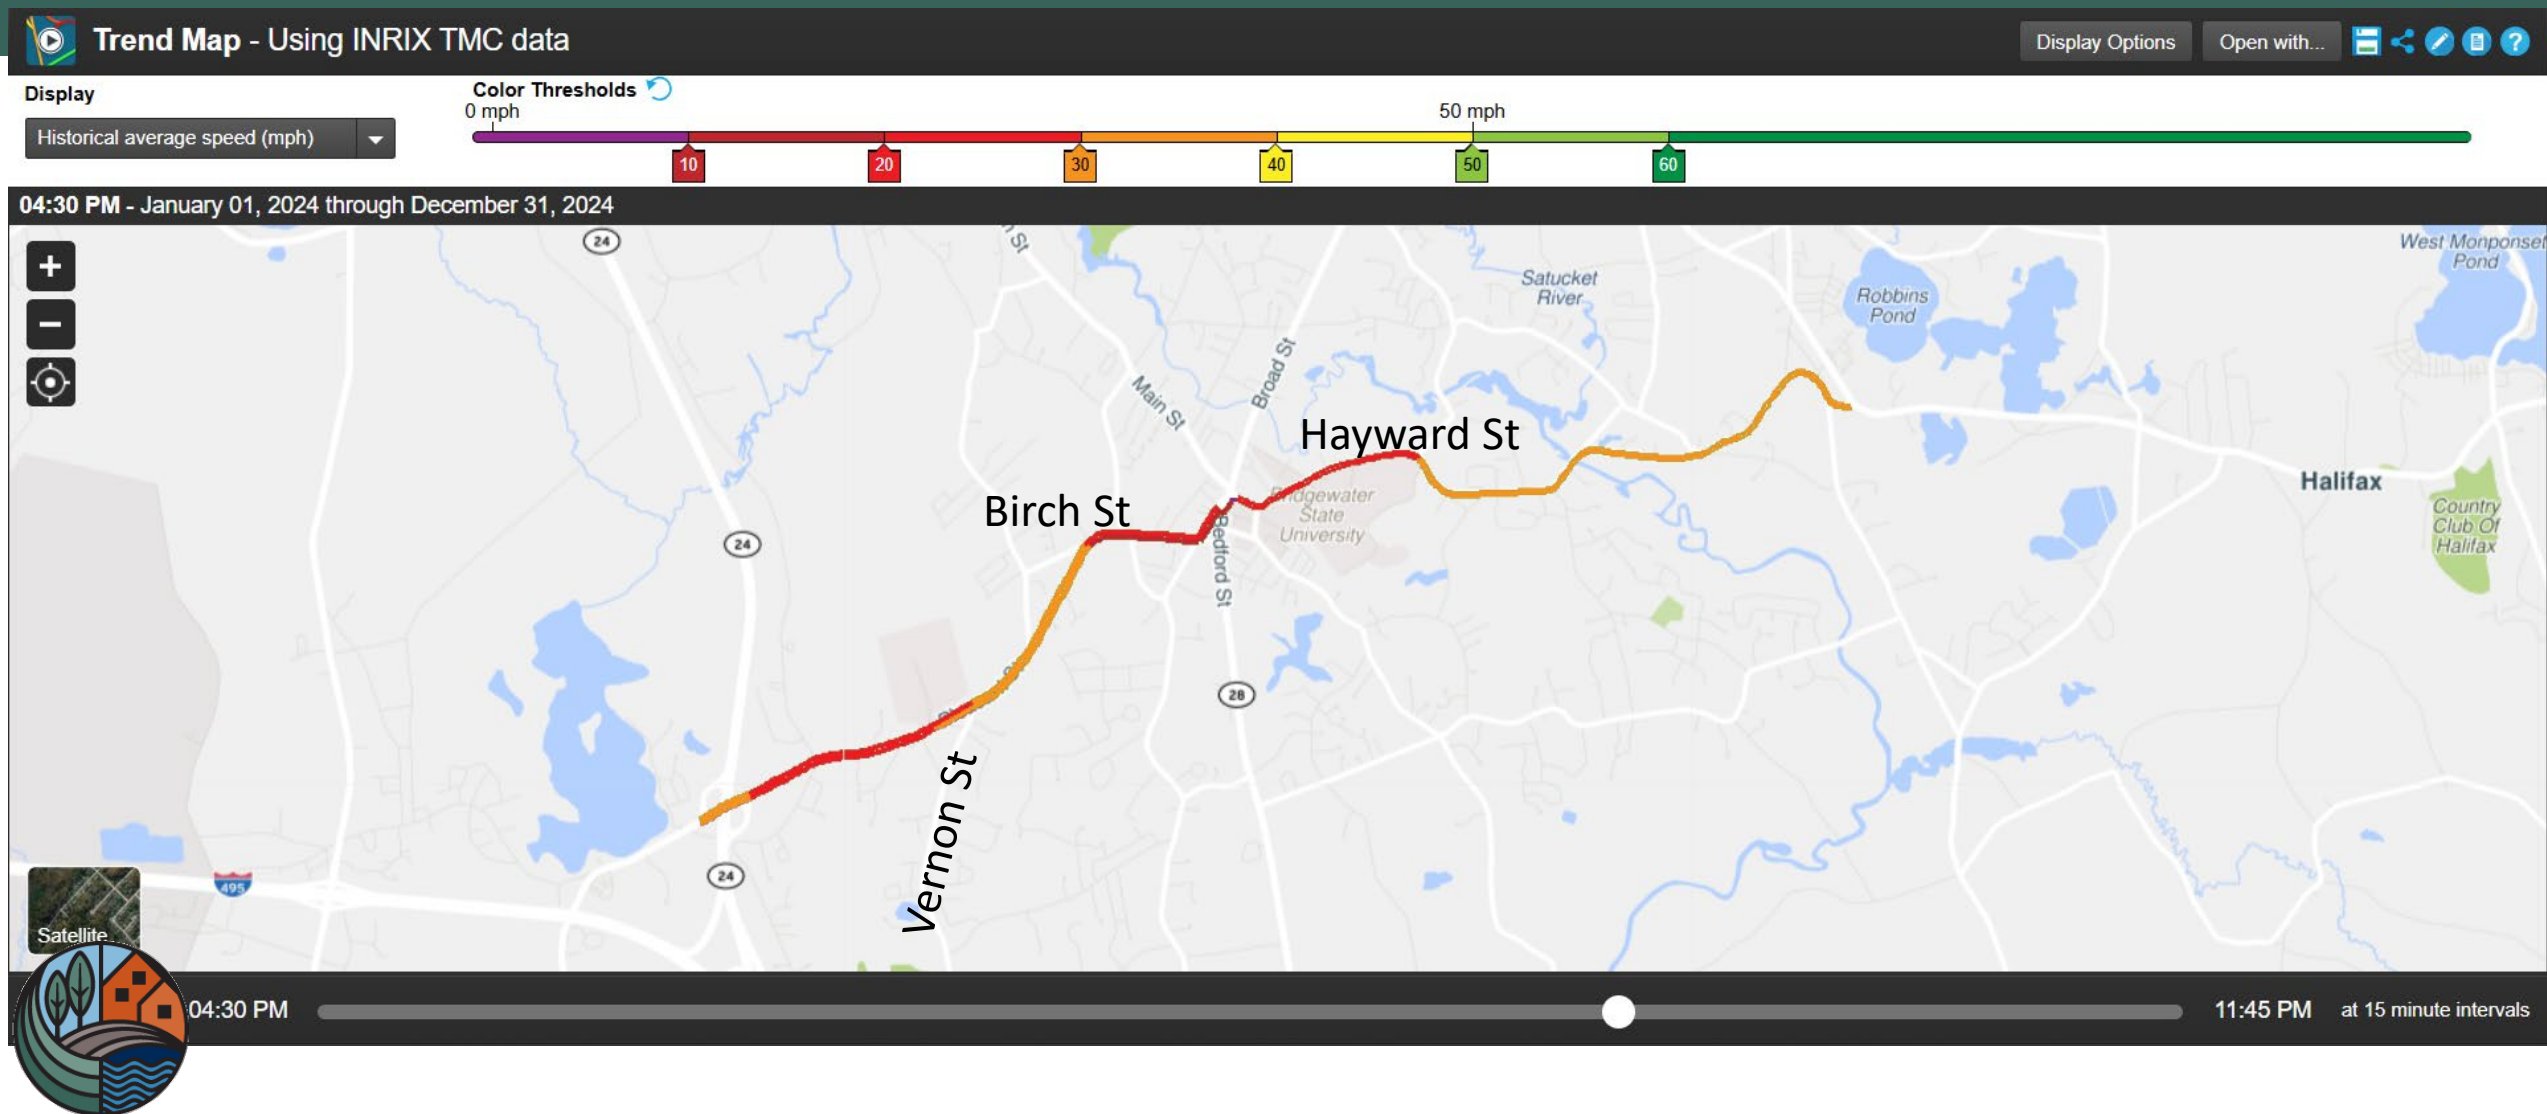 Trend Map - Using INRIX TMC data
Display Options
Open with...
Display
Color Thresholds
0 mph
50 mph
Historical average speed (mph)
10
20
30
40
50
60
04:30 PM - January 01, 2024 through December 31, 2024
24
St
West Monponset
Pond
Satucket
River
Robbins
Pond
Broad St
Main St
Hayward St
Halifax
Birch St
Bridgewater
State
University
Bedford St
Country
Club Of
Halifax
24
28
Vernon St
24
495
Satellite
04:30 PM
11:45 PM
at 15 minute intervals